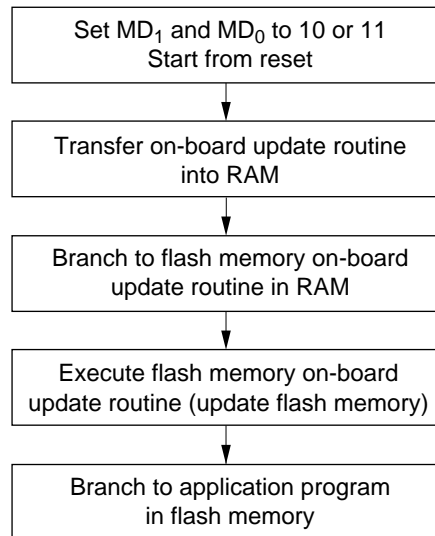 Set MD₁ and MD₀ to 10 or 11
Start from reset
Transfer on-board update routine
into RAM
Branch to flash memory on-board
update routine in RAM
Execute flash memory on-board
update routine (update flash memory)
Branch to application program
in flash memory